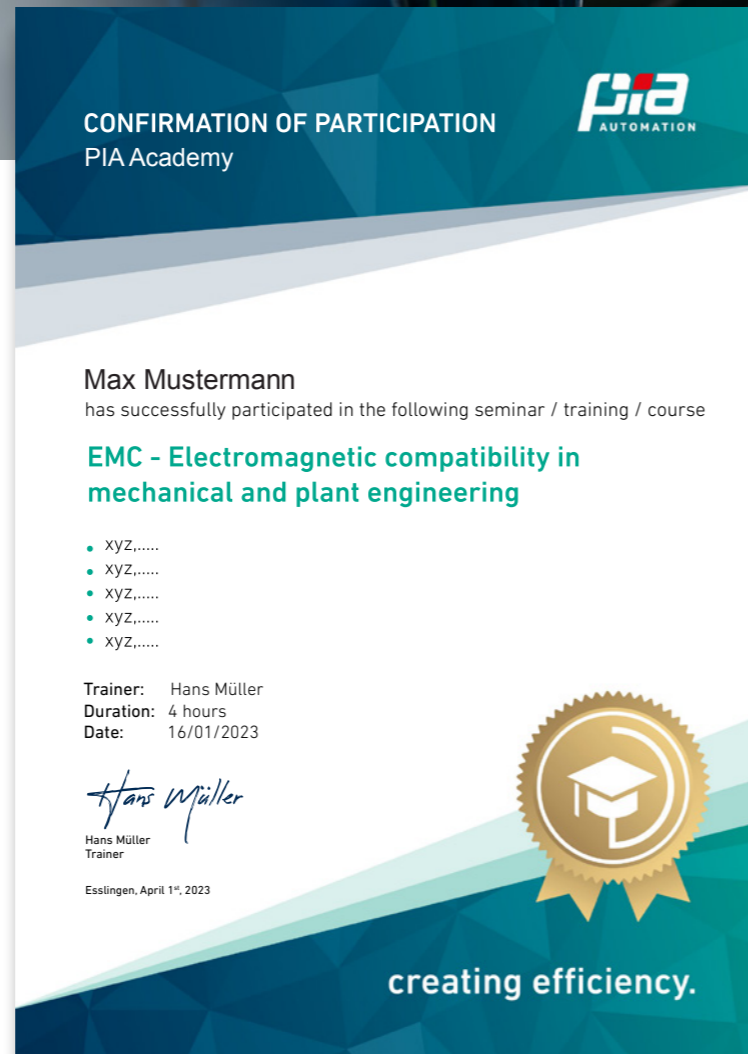 CONFIRMATION OF PARTICIPATION
PIA Academy
pia
AUTOMATION
Max Mustermann
has successfully participated in the following seminar / training / course
EMC - Electromagnetic compatibility in
mechanical and plant engineering
• xyz,.....
• xyz,.....
• xyz,.....
• xyz,.....
• xyz,.....
Trainer: Hans Müller
Duration: 4 hours
Date: 16/01/2023
Hans Müller
Hans Müller
Trainer
Esslingen, April 1st, 2023
creating efficiency.